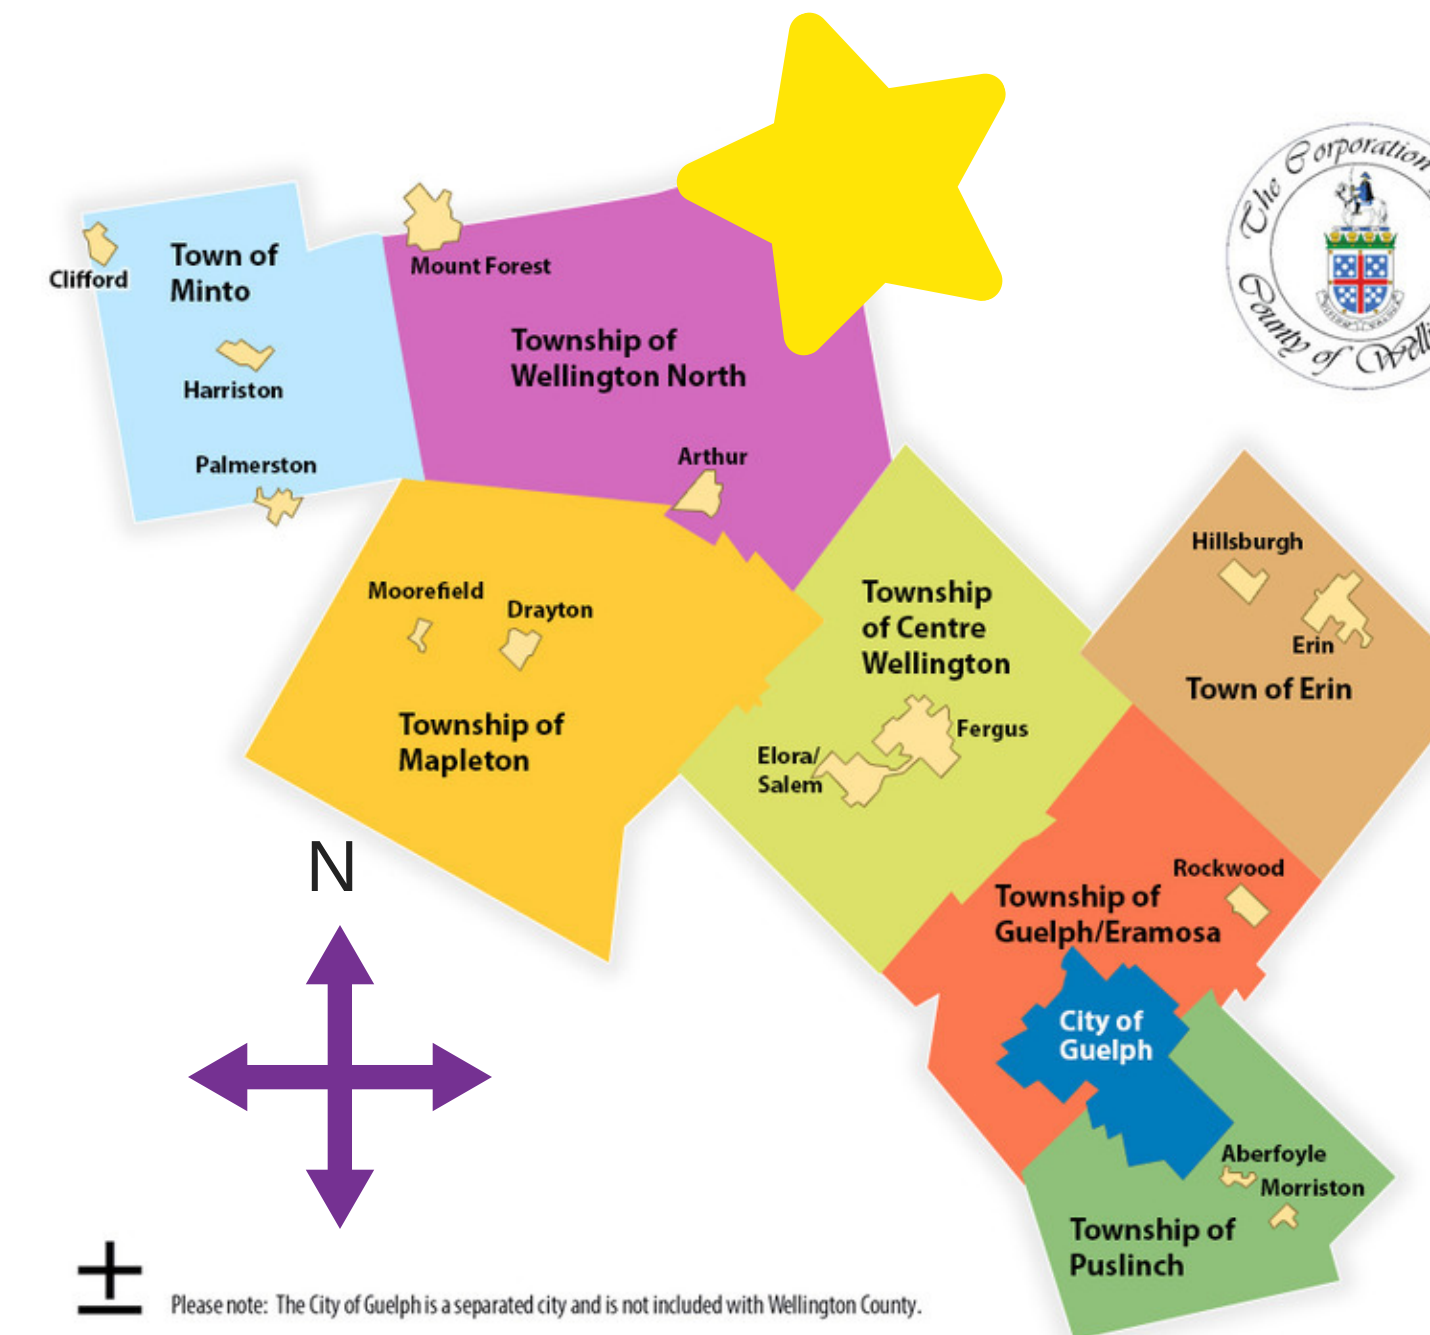 The Corporation
County of Welli
Clifford
Town of
Minto
Mount Forest
Harriston
Palmerston
Township of
Wellington North
Arthur
Moorefield
Drayton
Township of
Mapleton
Township
of Centre
Wellington
Fergus
Elora/
Salem
Hillsburgh
Erin
Town of Erin
Rockwood
Township of
Guelph/Eramosa
City of
Guelph
Aberfoyle
Morriston
Township of
Puslinch
N
±
Please note: The City of Guelph is a separated city and is not included with Wellington County.